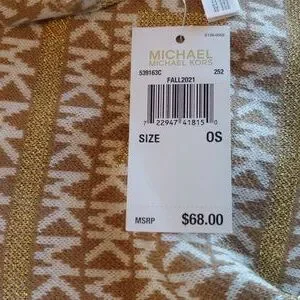 MICHAEL
MICHAEL KORS
539163C 252
FALL2021
7 22947 41815 0
SIZE OS
MSRP $68.00